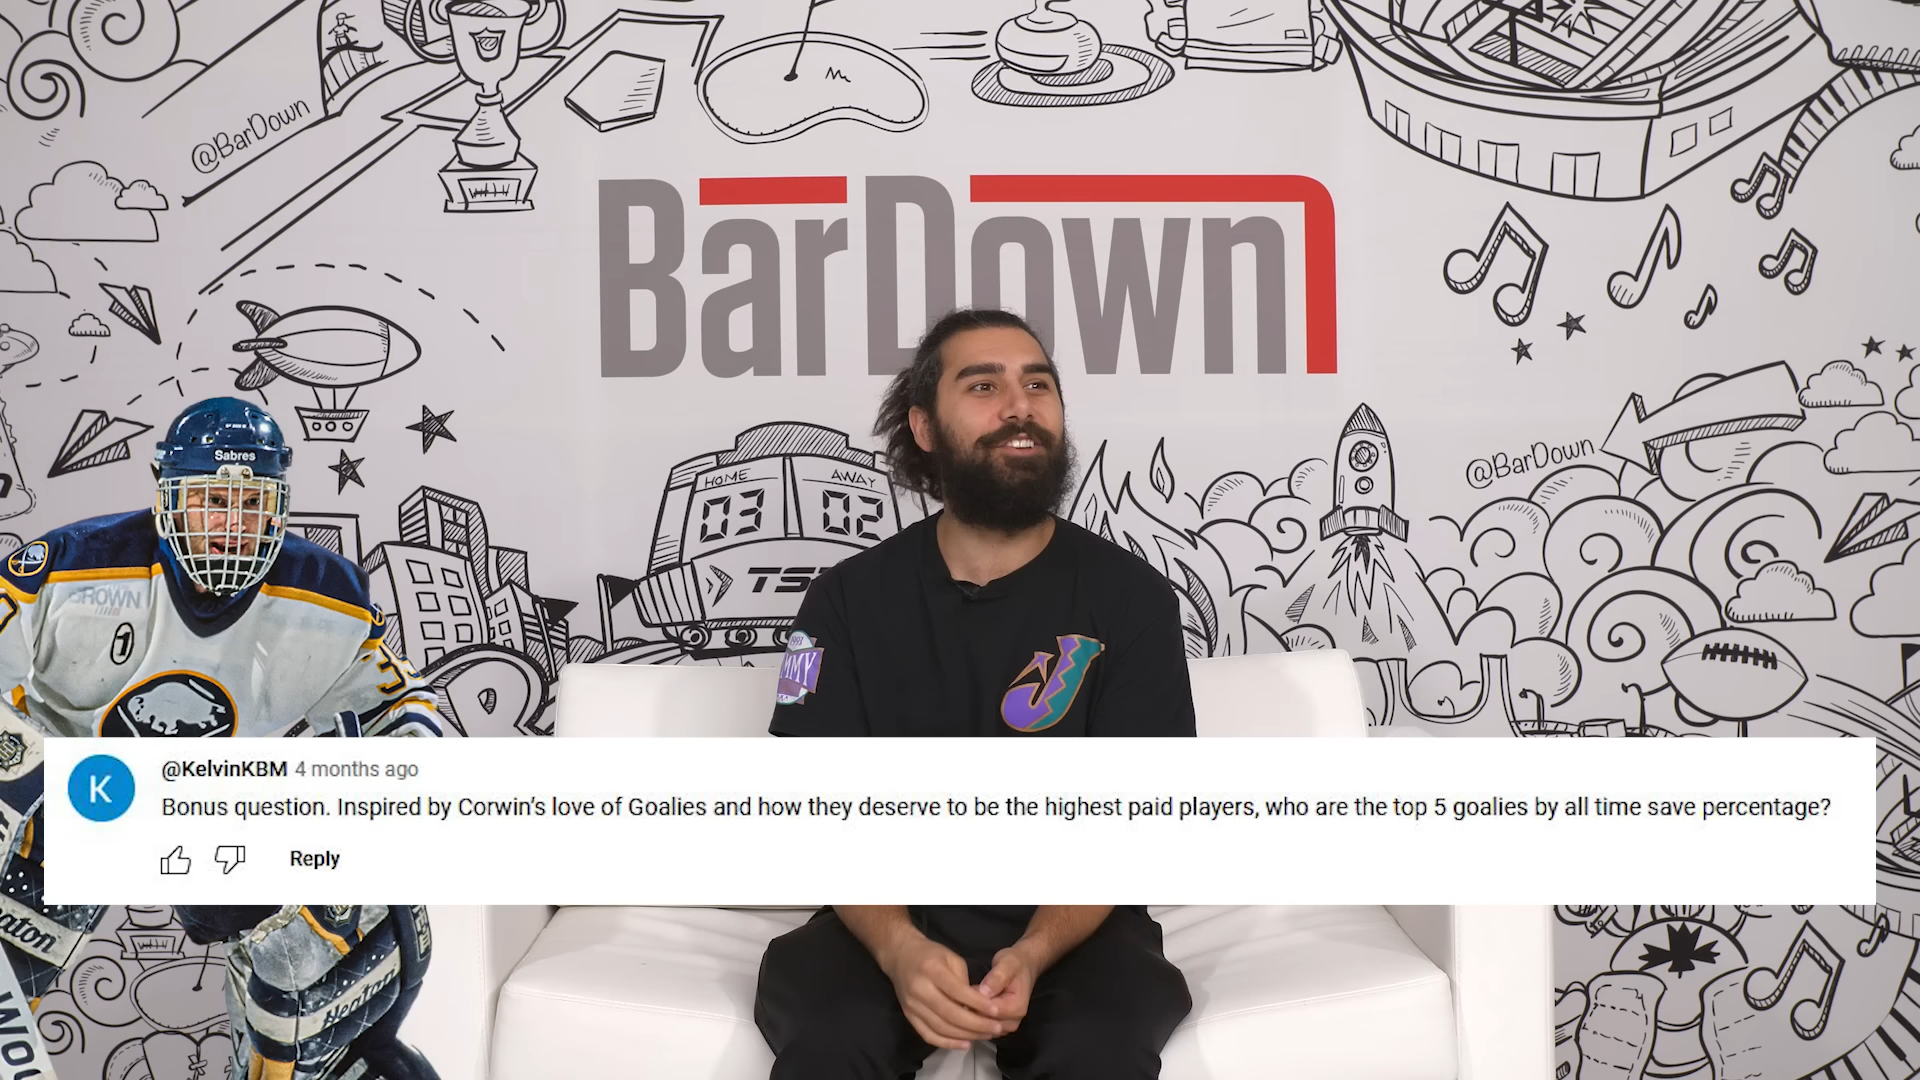 @BarDown
BarDown
HOME
AWAY
03
02
@BarDown
Sabres
@KelvinKBM 4 months ago
Bonus question. Inspired by Corwin's love of Goalies and how they deserve to be the highest paid players, who are the top 5 goalies by all time save percentage?
K
Reply